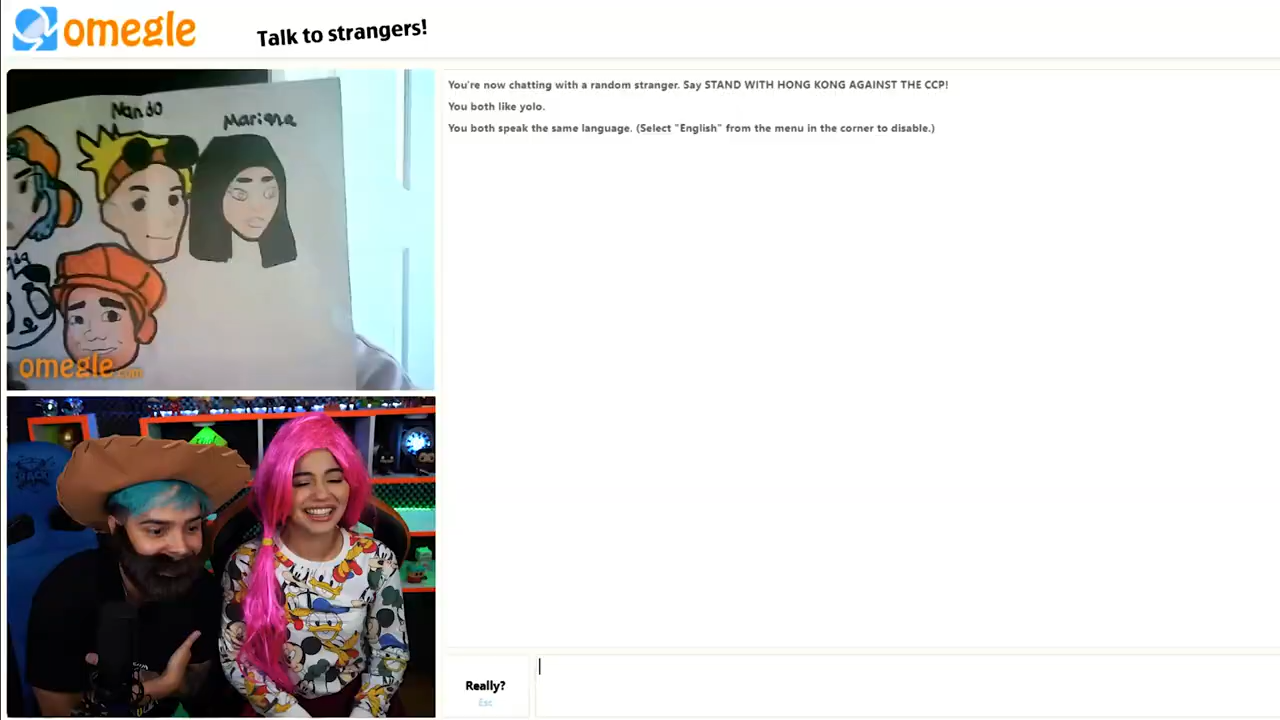 omegle
Talk to strangers!
Nando
Mariana
omegle.com
You're now chatting with a random stranger. Say STAND WITH HONG KONG AGAINST THE CCP!
You both like yolo.
You both speak the same language. (Select "English" from the menu in the corner to disable.)
Really?
Esc